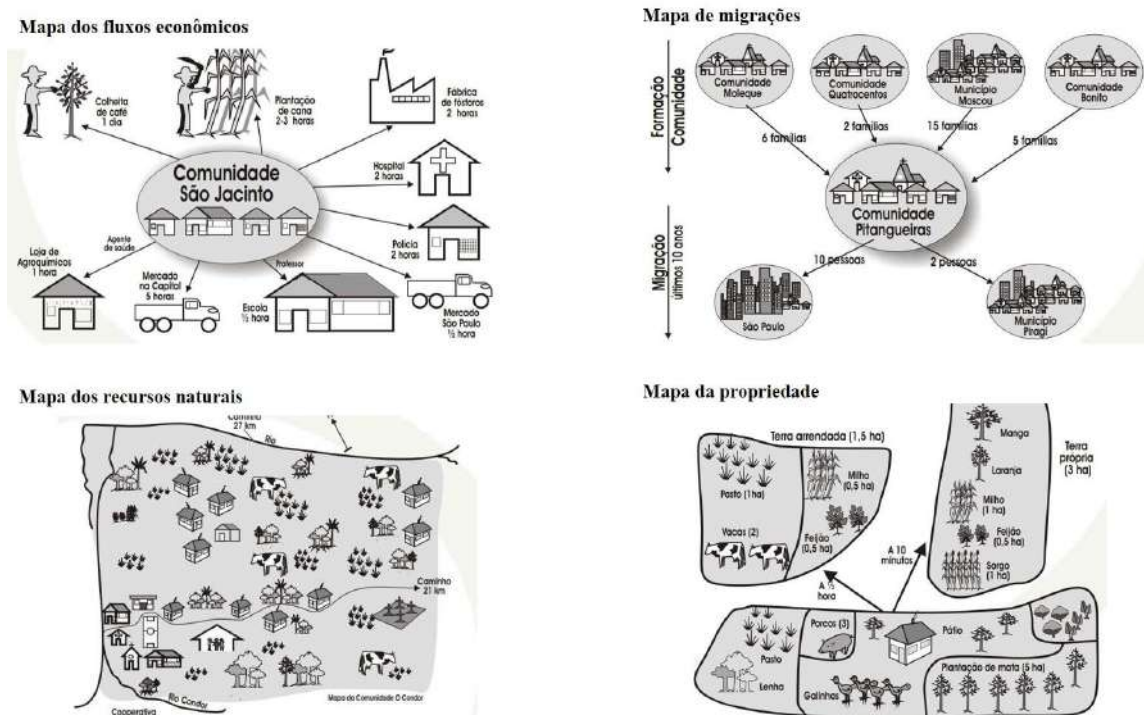 Mapa dos fluxos econômicos
Colheita
de café
1 dia
Plantação
de cana
2-3 horas
Fábrica
de fósforos
2 horas
Comunidade
São Jacinto
Hospital
2 horas
Polícia
2 horas
Agente
de saúde
Professor
Loja de
Agroquímicos
1 hora
Mercado
na Capital
5 horas
Escola
½ hora
Mercado
São Paulo
½ hora
Mapa de migrações
Formação
Comunidade
Comunidade
Moleque
Comunidade
Quatrocentos
Município
Moscou
Comunidade
Bonito
6 famílias
2 famílias
15 famílias
5 famílias
Comunidade
Pitangueiras
Migração
últimos 10 anos
10 pessoas
2 pessoas
São Paulo
Município
Piragi
Mapa dos recursos naturais
Caminho
27 km
Rio
Caminho
21 km
Rio Condor
Cooperativa
Mapa da Comunidade O Condor
Mapa da propriedade
Terra arrendada (1,5 ha)
Pasto (1ha)
Milho
(0,5 ha)
Vacas (2)
Feijão
(0,5 ha)
Manga
Laranja
Milho
(1 ha)
Feijão
(0,5 ha)
Sorgo
(1 ha)
Terra
própria
(3 ha)
A ½
hora
A 10
minutos
Pasto
Lenha
Porcos (3)
Galinhas
Pátio
Plantação de mata (5 ha)